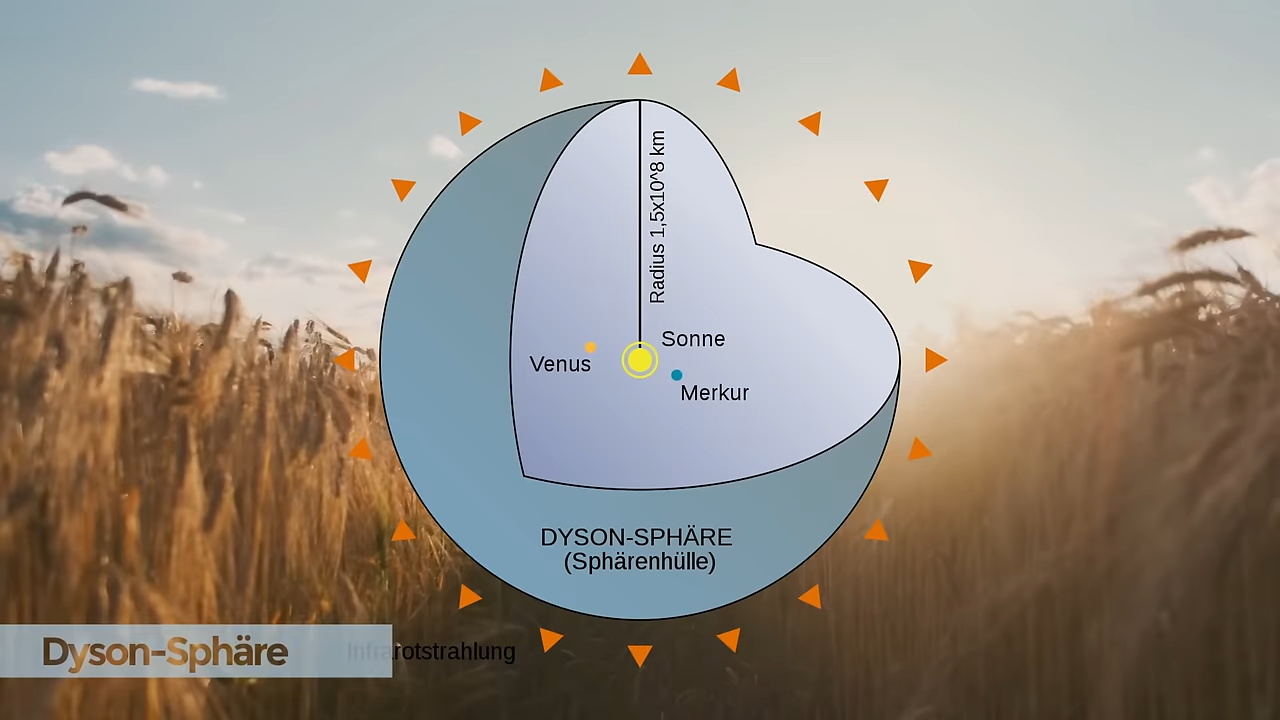 Radius 1,5x10^8 km
Sonne
Venus
Merkur
DYSON-SPHÄRE
(Sphärenhülle)
Dyson-Sphäre
Infrarotstrahlung